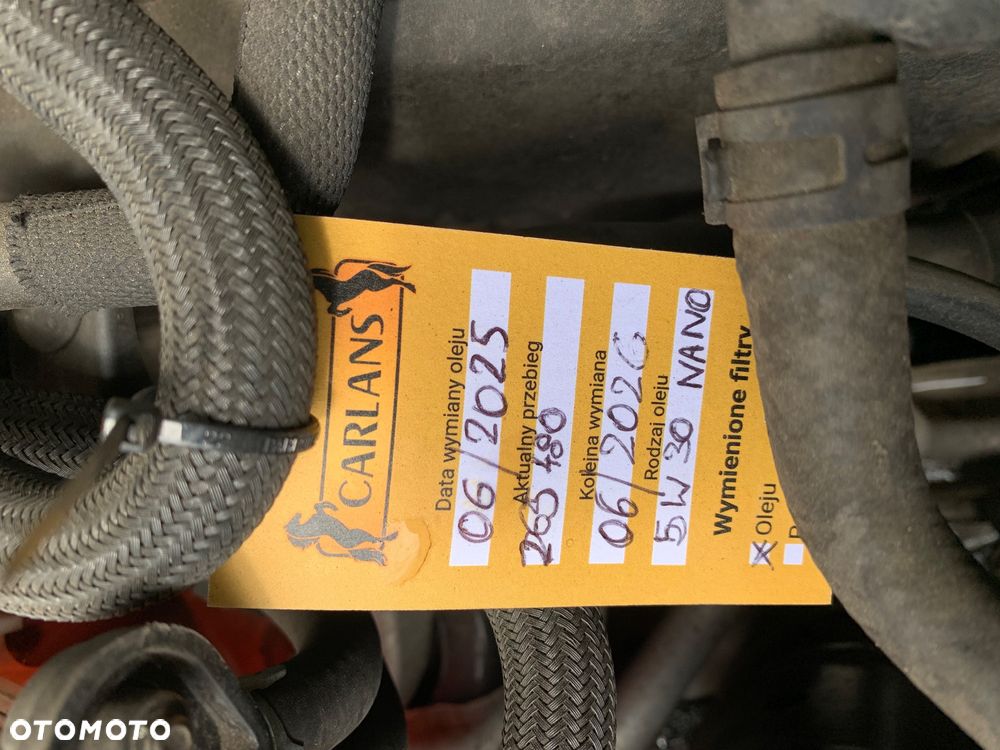 CARLANS
Data wymiany oleju
06/2025
Aktualny przebieg
265 480
Kolejna wymiana
06/2026
Rodzaj oleju
5W30 NANO
Wymienione filtry
X Oleju
OTOMOTO